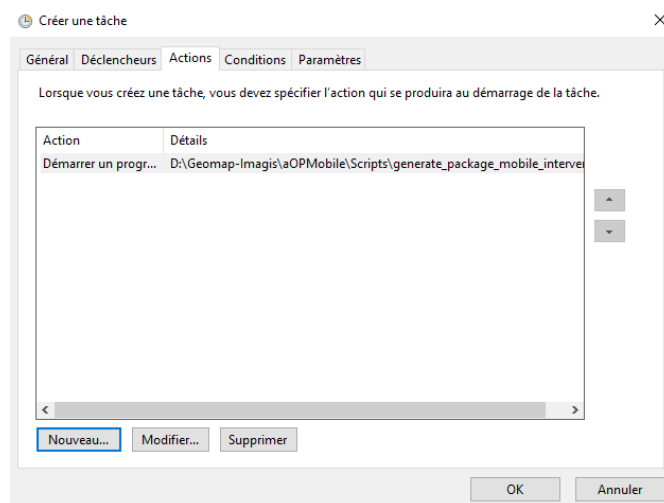 Créer une tâche
Général Déclencheurs Actions Conditions Paramètres
Lorsque vous créez une tâche, vous devez spécifier l'action qui se produira au démarrage de la tâche.
Action Détails
Démarrer un progr... D:\Geomap-Imagis\aOPMobile\Scripts\generate_package_mobile_interver
Nouveau... Modifier... Supprimer
OK Annuler